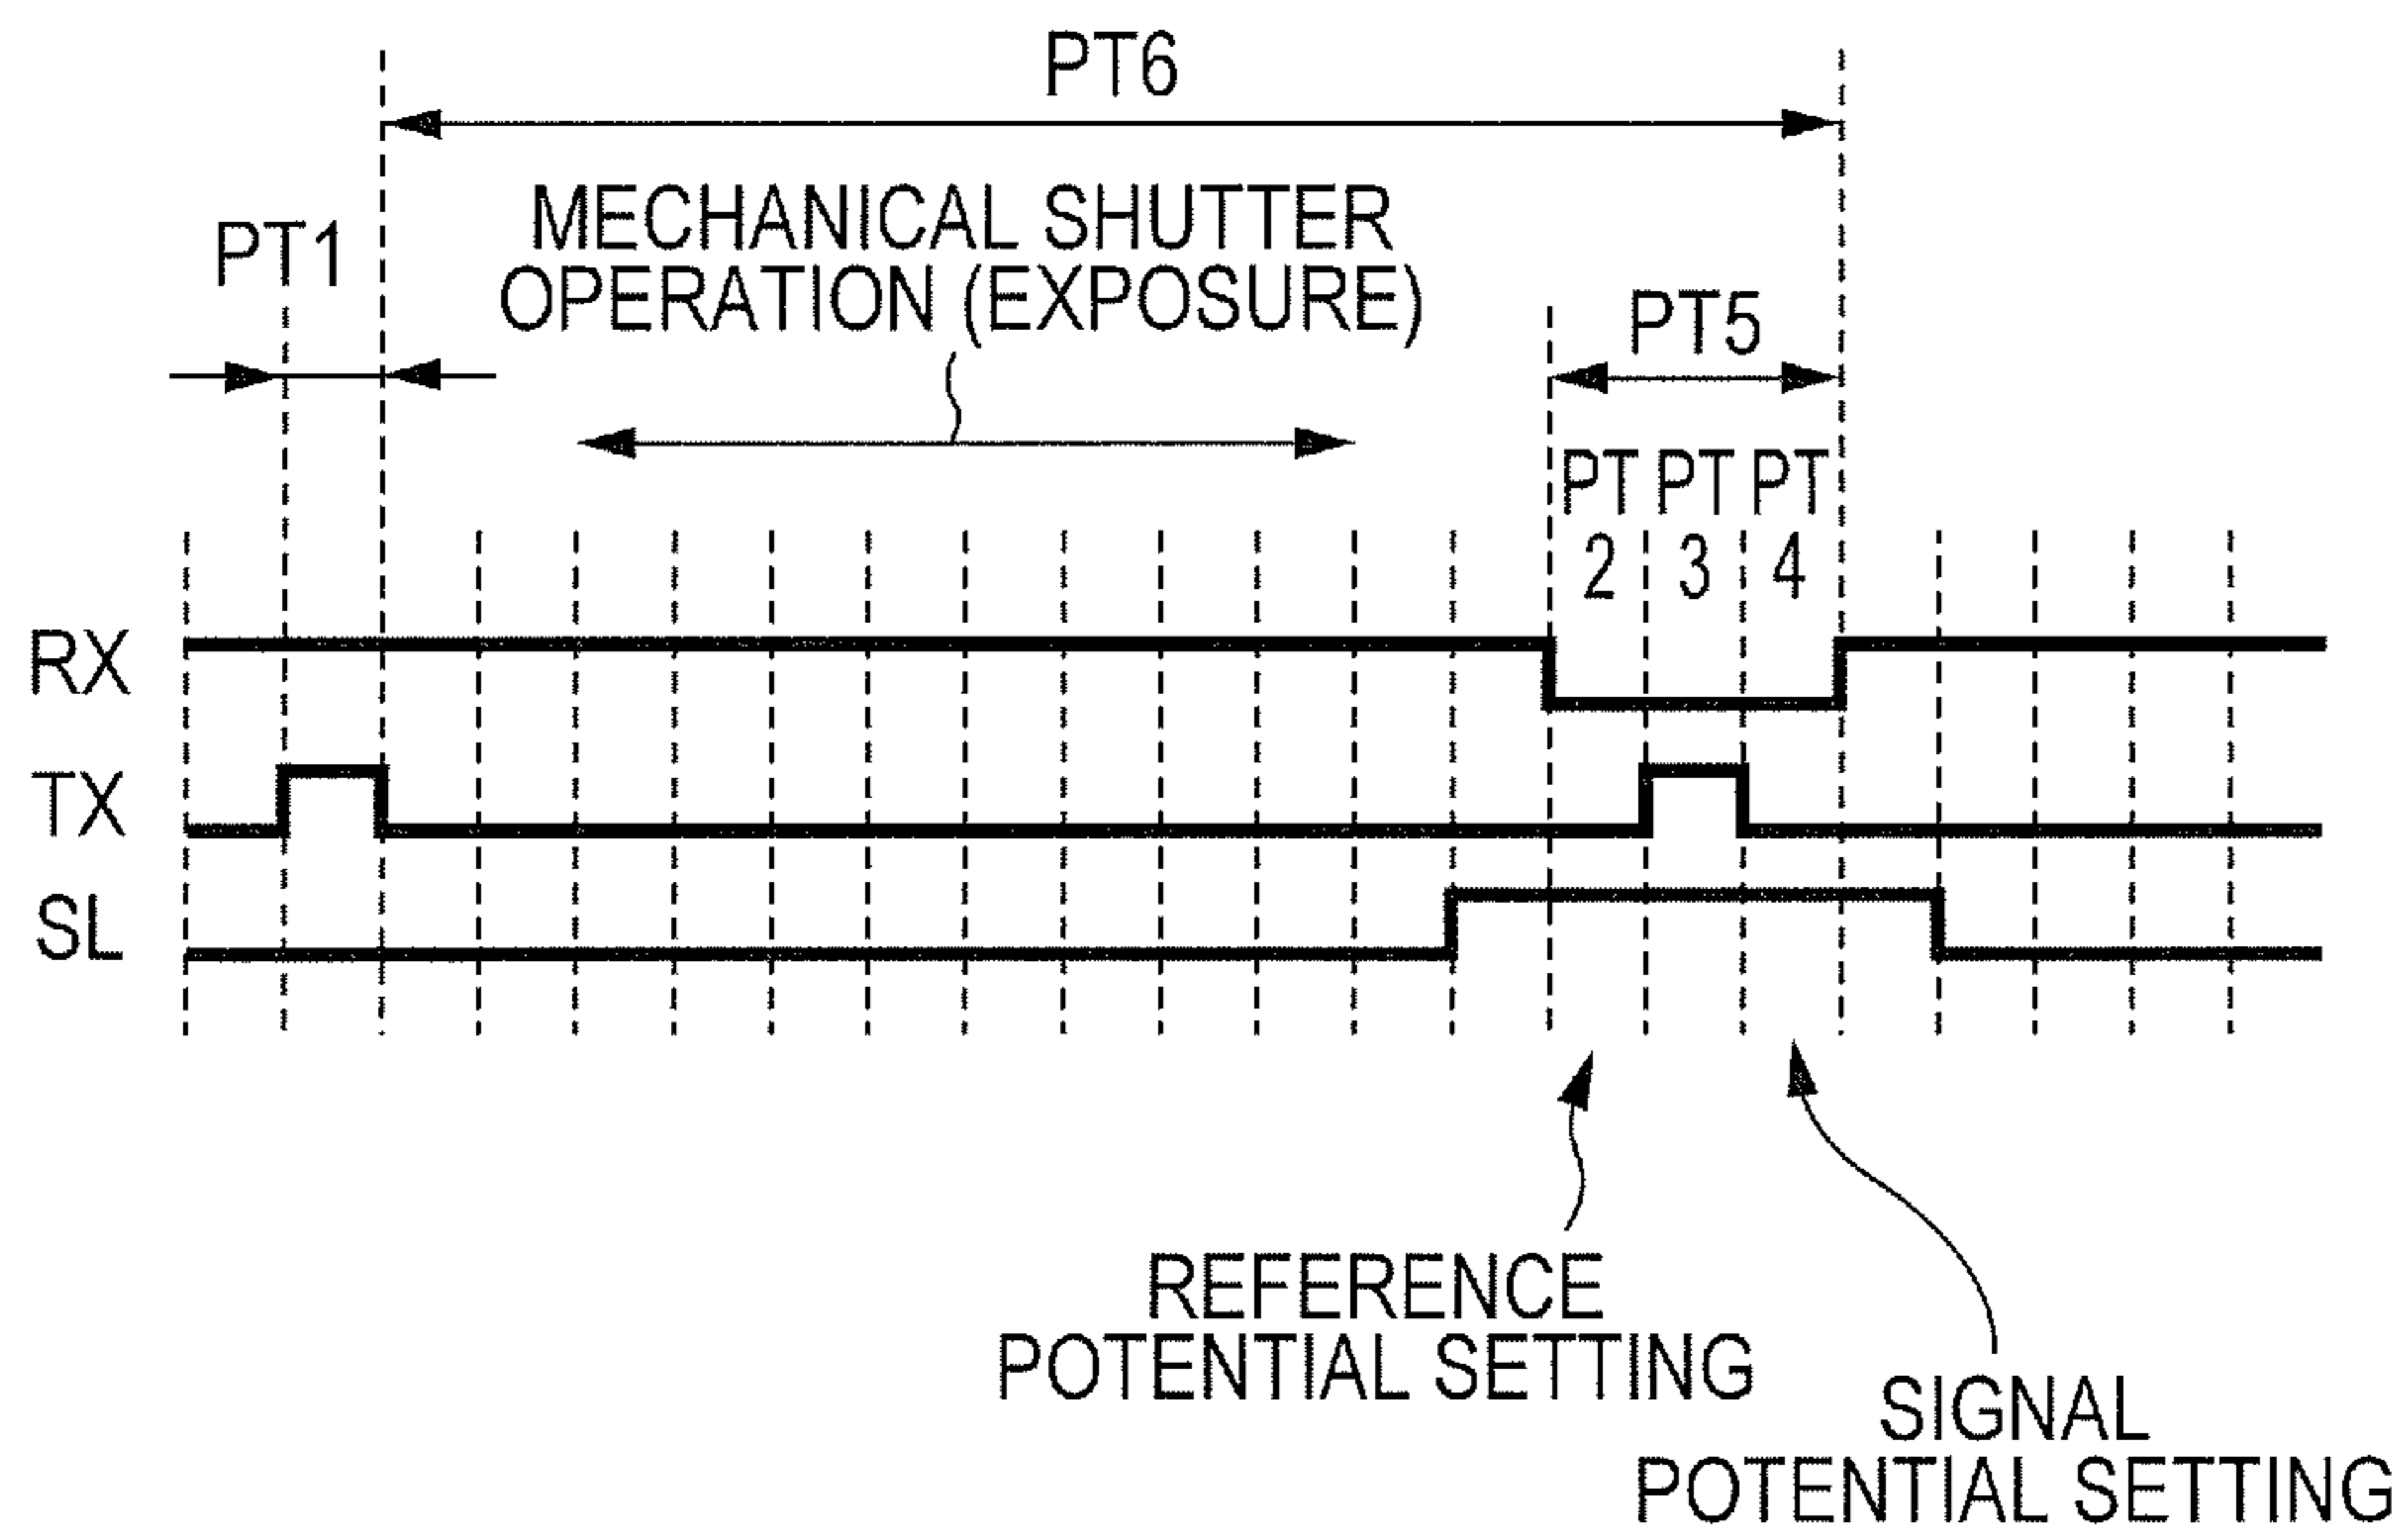 PT6
MECHANICAL SHUTTER
OPERATION (EXPOSURE)
PT1
PT5
PT PT PT
2 3 4
RX
TX
SL
REFERENCE
POTENTIAL SETTING
SIGNAL
POTENTIAL SETTING